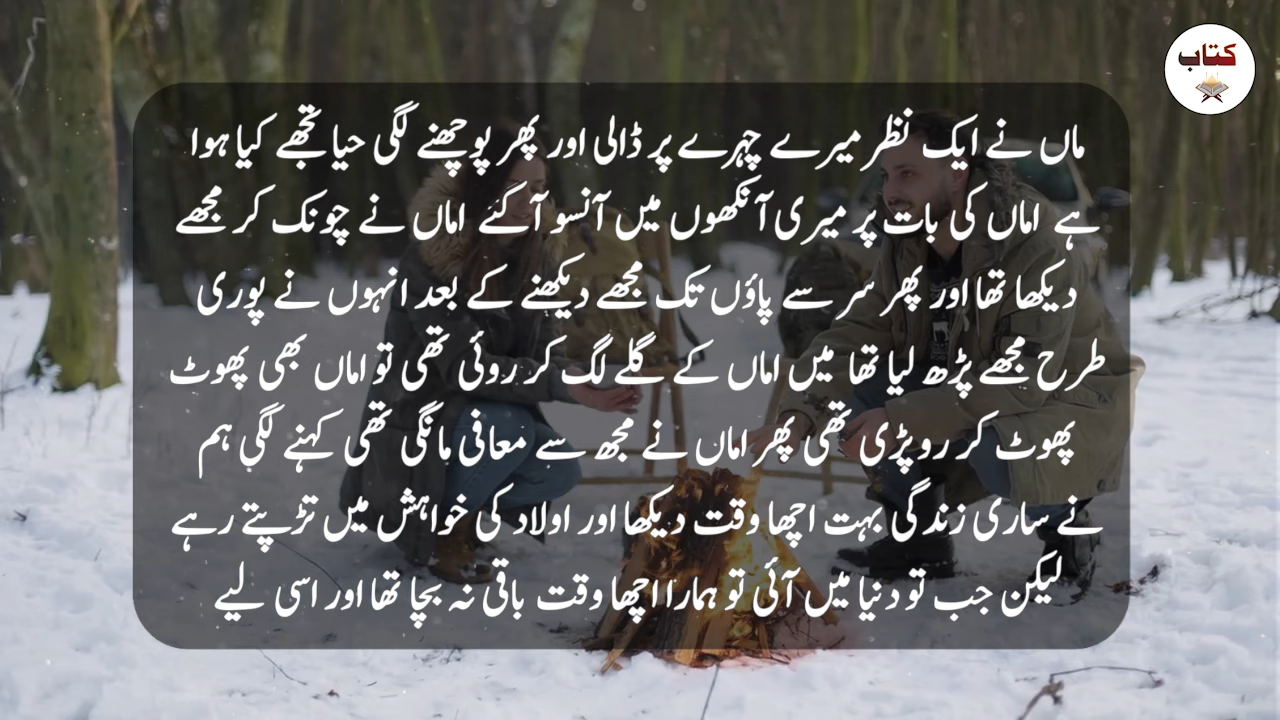 کتاب
ماں نے ایک نظر میرے چہرے پر ڈالی اور پھر پوچھنے لگی حیا تجھے کیا ہوا
ہے اماں کی بات پر میری آنکھوں میں آنسو آ گئے اماں نے چونک کر مجھے
دیکھا تھا اور پھر سر سے پاؤں تک مجھے دیکھنے کے بعد انہوں نے پوری
طرح مجھے پڑھ لیا تھا میں اماں کے گلے لگ کر روئی تھی تو اماں بھی پھوٹ
پھوٹ کر رو پڑی تھی پھر اماں نے مجھ سے معافی مانگی تھی کہنے لگی ہم
نے ساری زندگی بہت اچھا وقت دیکھا اور اولاد کی خواہش میں تڑپتے رہے
لیکن جب تو دنیا میں آئی تو ہمارا اچھا وقت باقی نہ بچا تھا اور اسی لیے